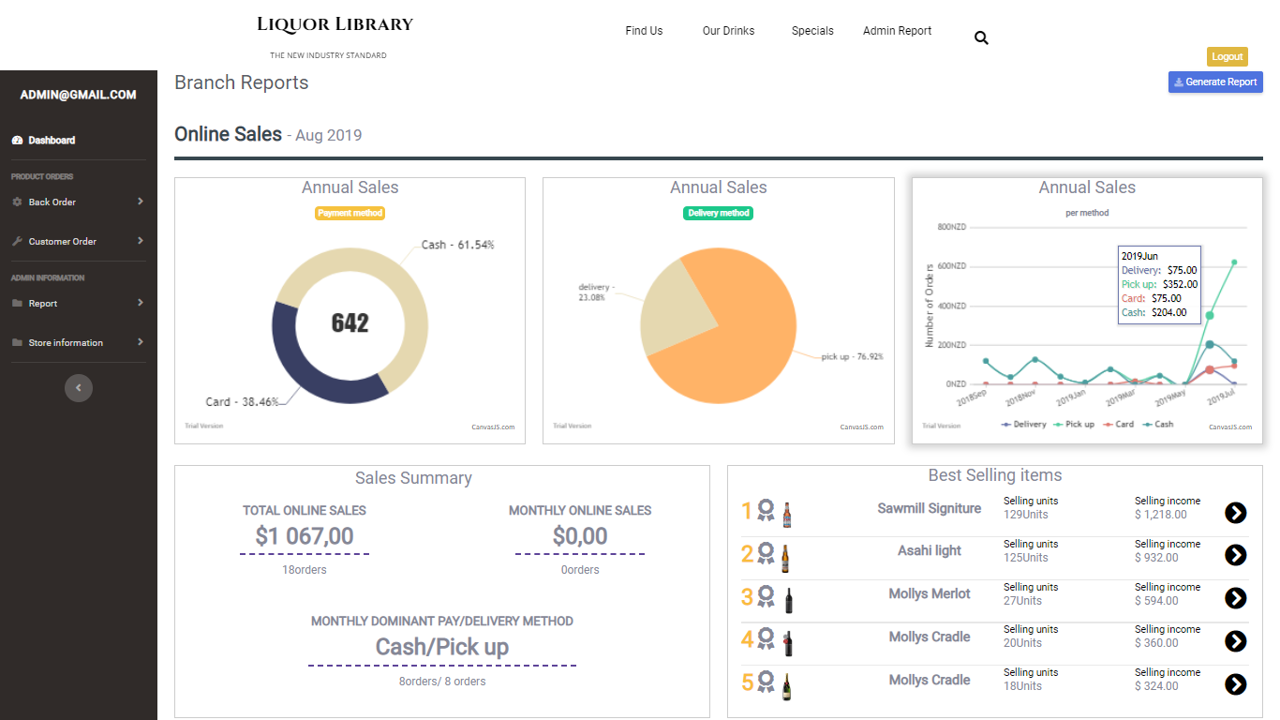 Liquor Library
THE NEW INDUSTRY STANDARD
Find Us
Our Drinks
Specials
Admin Report
Logout
ADMIN@GMAIL.COM
Dashboard
PRODUCT ORDERS
Back Order
Customer Order
ADMIN INFORMATION
Report
Store information
Branch Reports
Generate Report
Online Sales - Aug 2019
Annual Sales
Payment method
Cash - 61.54%
642
Card - 38.46%
Trial Version
CanvasJS.com
Annual Sales
Delivery method
delivery -
23.08%
pick up - 76.92%
Trial Version
CanvasJS.com
Annual Sales
per method
Number of Orders
800NZD
600NZD
400NZD
200NZD
0NZD
2019Jun
Delivery: $75.00
Pick up: $352.00
Card: $75.00
Cash: $204.00
2018Sep
2018Nov
2019Jan
2019Mar
2019May
2019Jul
Delivery
Pick up
Card
Cash
Trial Version
CanvasJS.com
Sales Summary
TOTAL ONLINE SALES
$1 067,00
18orders
MONTHLY ONLINE SALES
$0,00
0orders
MONTHLY DOMINANT PAY/DELIVERY METHOD
Cash/Pick up
8orders/ 8 orders
Best Selling items
1
Sawmill Signiture
Selling units
129Units
Selling income
$ 1,218.00
2
Asahi light
Selling units
125Units
Selling income
$ 932.00
3
Mollys Merlot
Selling units
27Units
Selling income
$ 594.00
4
Mollys Cradle
Selling units
20Units
Selling income
$ 360.00
5
Mollys Cradle
Selling units
18Units
Selling income
$ 324.00